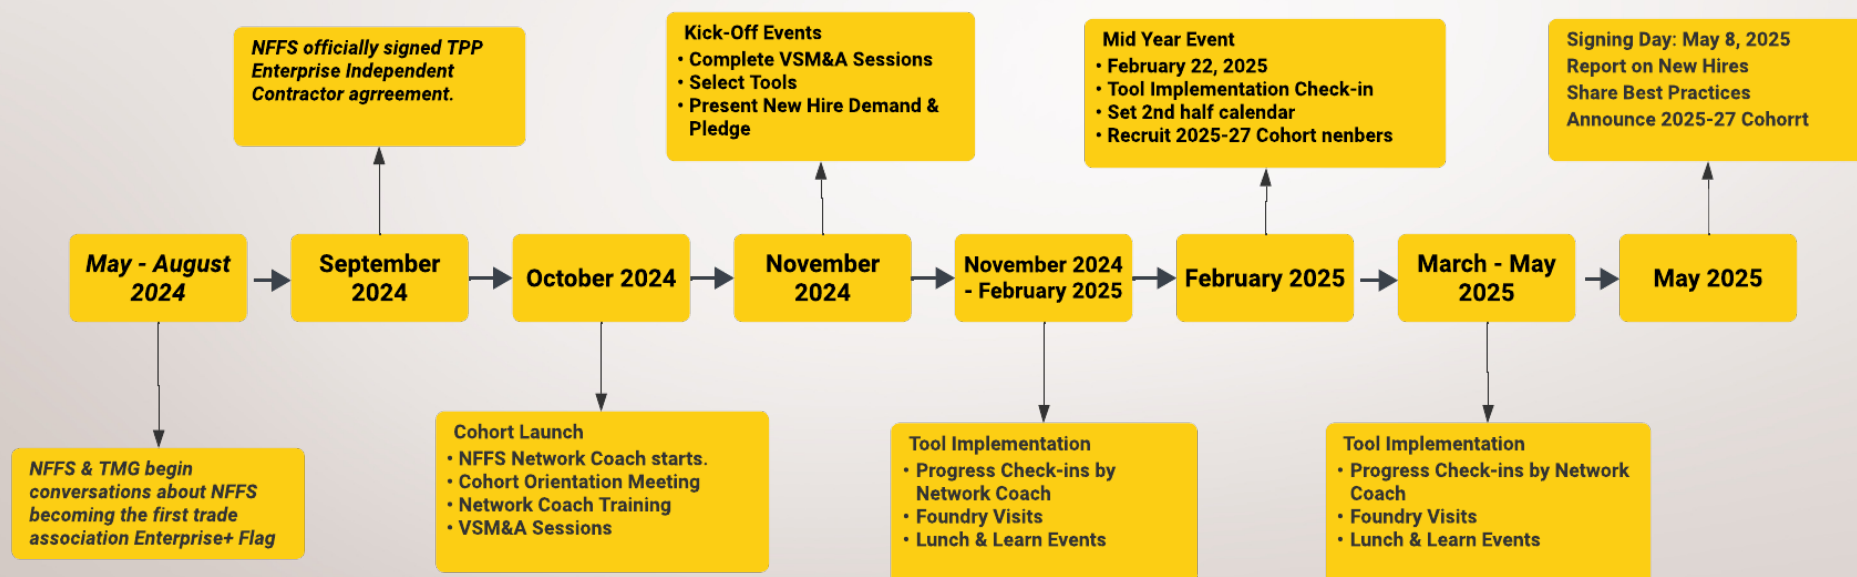 NFFS officially signed TPP
Enterprise Independent
Contractor agrreement.
Kick-Off Events
• Complete VSM&A Sessions
• Select Tools
• Present New Hire Demand &
Pledge
Mid Year Event
• February 22, 2025
• Tool Implementation Check-in
• Set 2nd half calendar
• Recruit 2025-27 Cohort nenbers
Signing Day: May 8, 2025
Report on New Hires
Share Best Practices
Announce 2025-27 Cohorrt
May - August
2024
September
2024
October 2024
November
2024
November 2024
- February 2025
February 2025
March - May
2025
May 2025
NFFS & TMG begin
conversations about NFFS
becoming the first trade
association Enterprise+ Flag
Cohort Launch
• NFFS Network Coach starts.
• Cohort Orientation Meeting
• Network Coach Training
• VSM&A Sessions
Tool Implementation
• Progress Check-ins by
Network Coach
• Foundry Visits
• Lunch & Learn Events
Tool Implementation
• Progress Check-ins by Network
Coach
• Foundry Visits
• Lunch & Learn Events